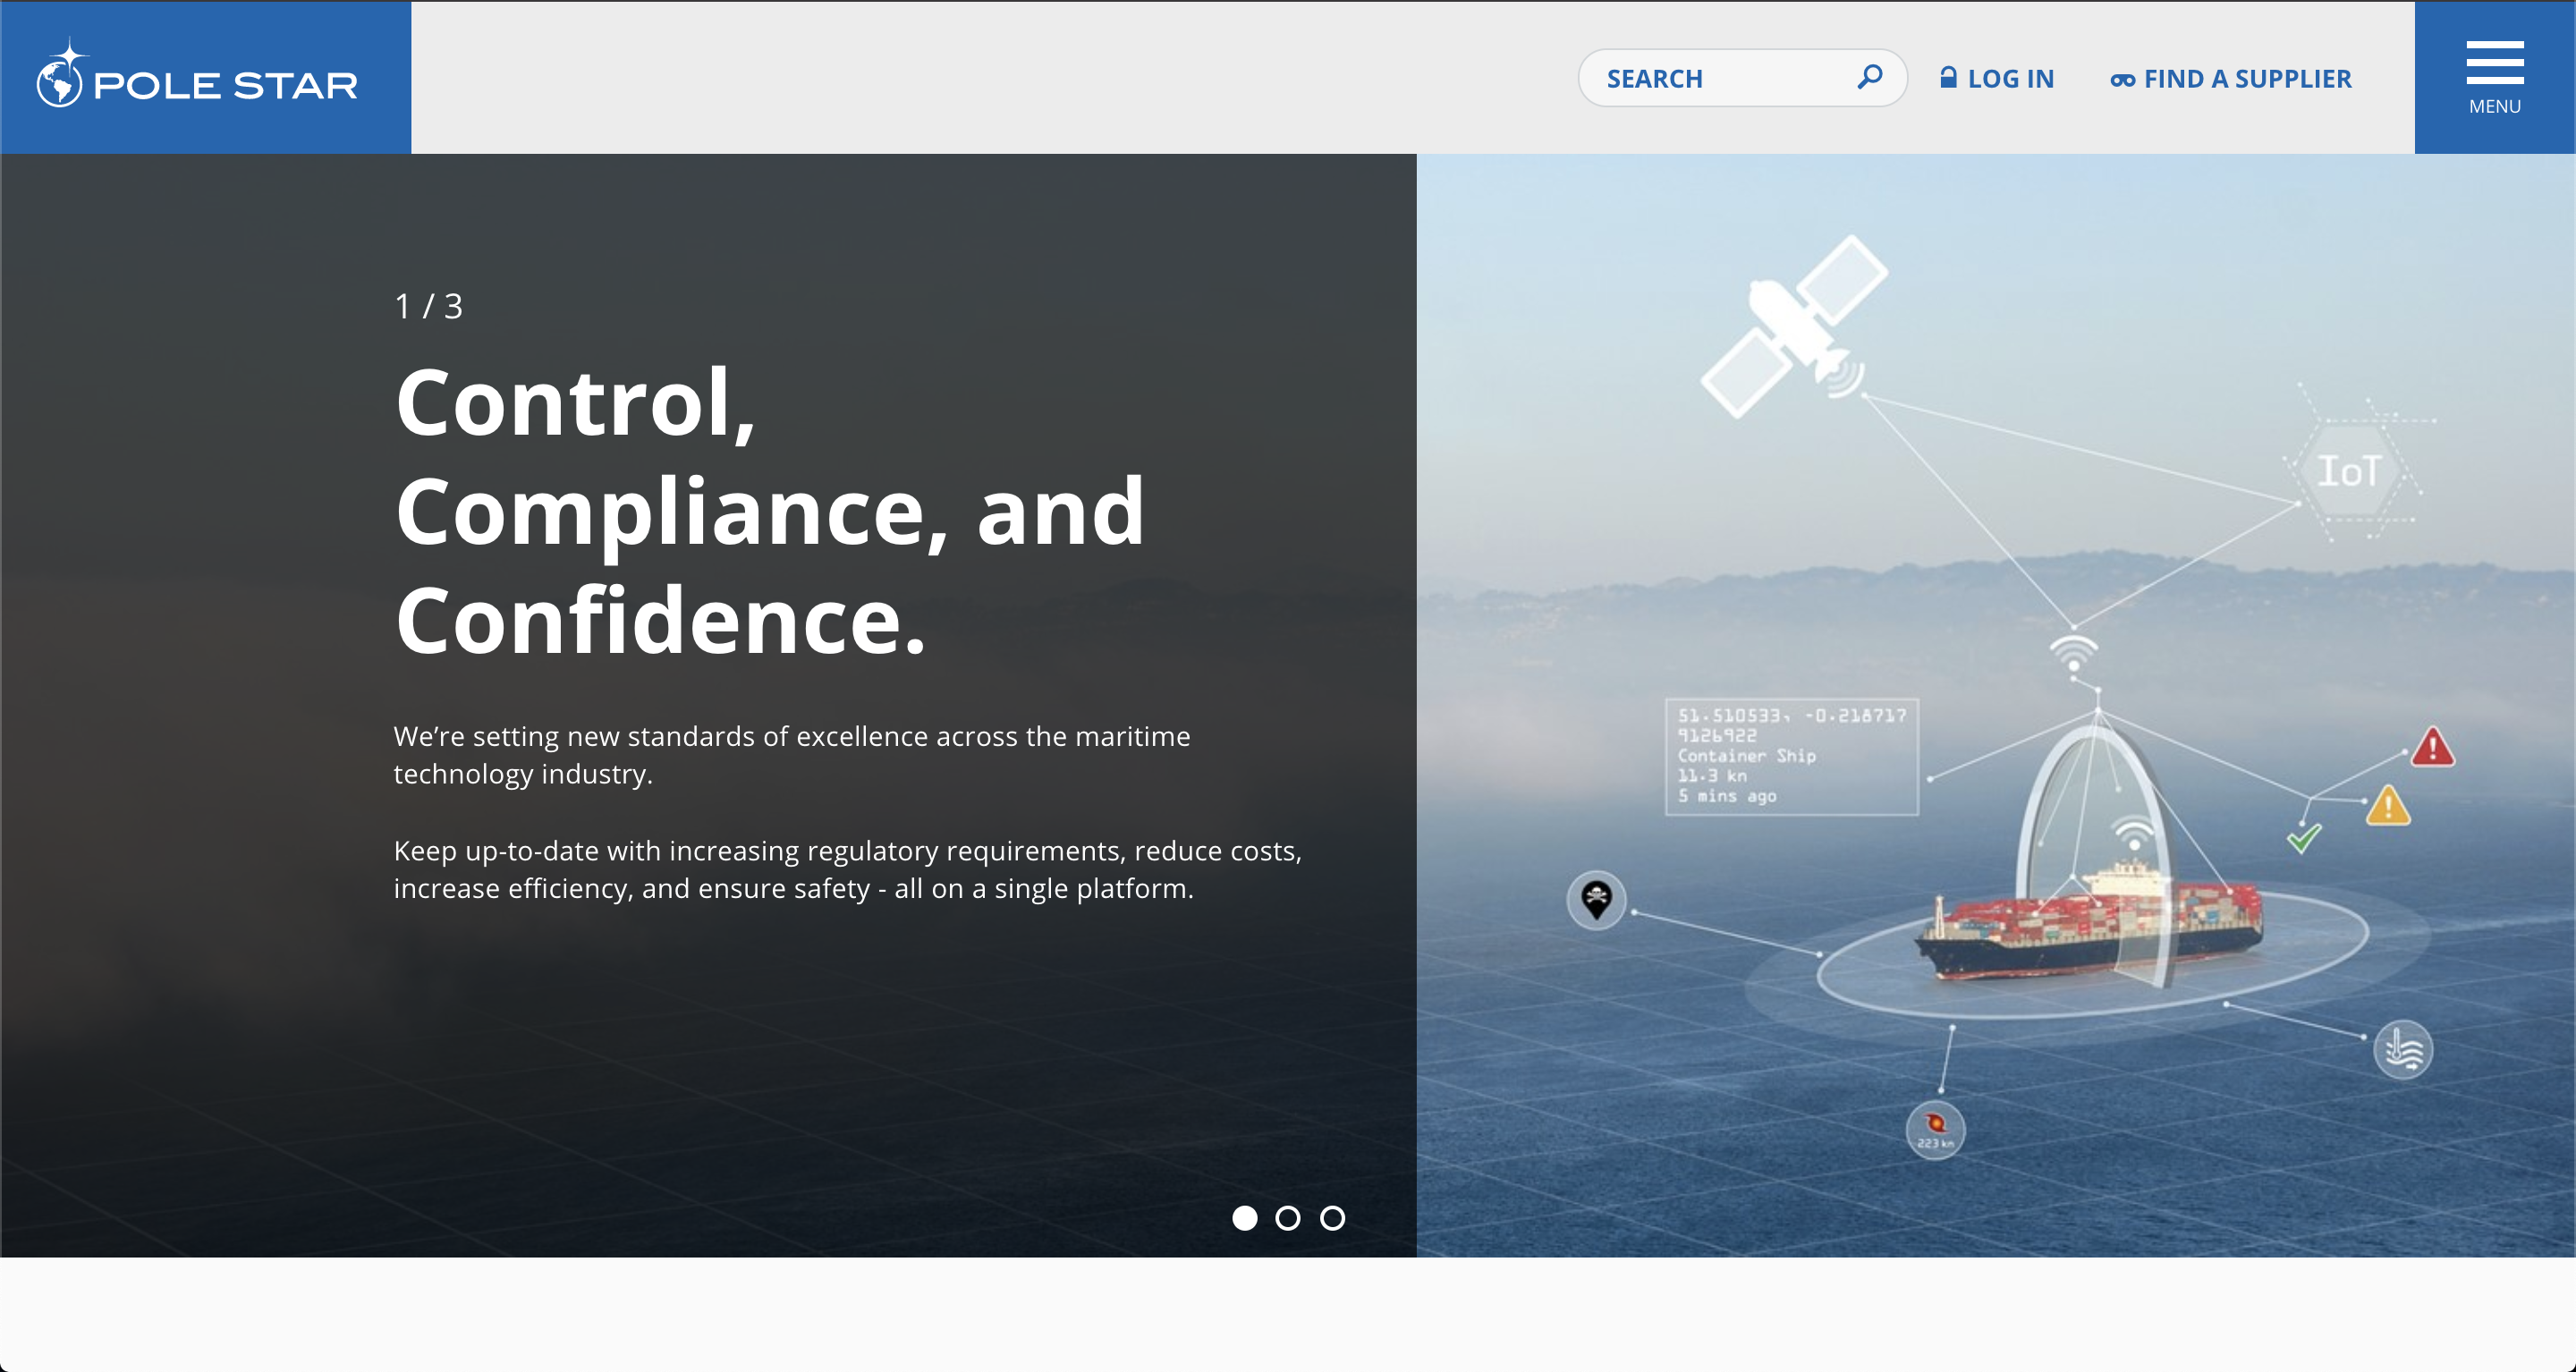 POLE STAR
SEARCH
LOG IN
FIND A SUPPLIER
MENU
1 / 3
Control,
Compliance, and
Confidence.
We’re setting new standards of excellence across the maritime
technology industry.
Keep up-to-date with increasing regulatory requirements, reduce costs,
increase efficiency, and ensure safety - all on a single platform.
IoT
51.510533, -0.218717
9126922
Container Ship
11.3 kn
5 mins ago
223 kn